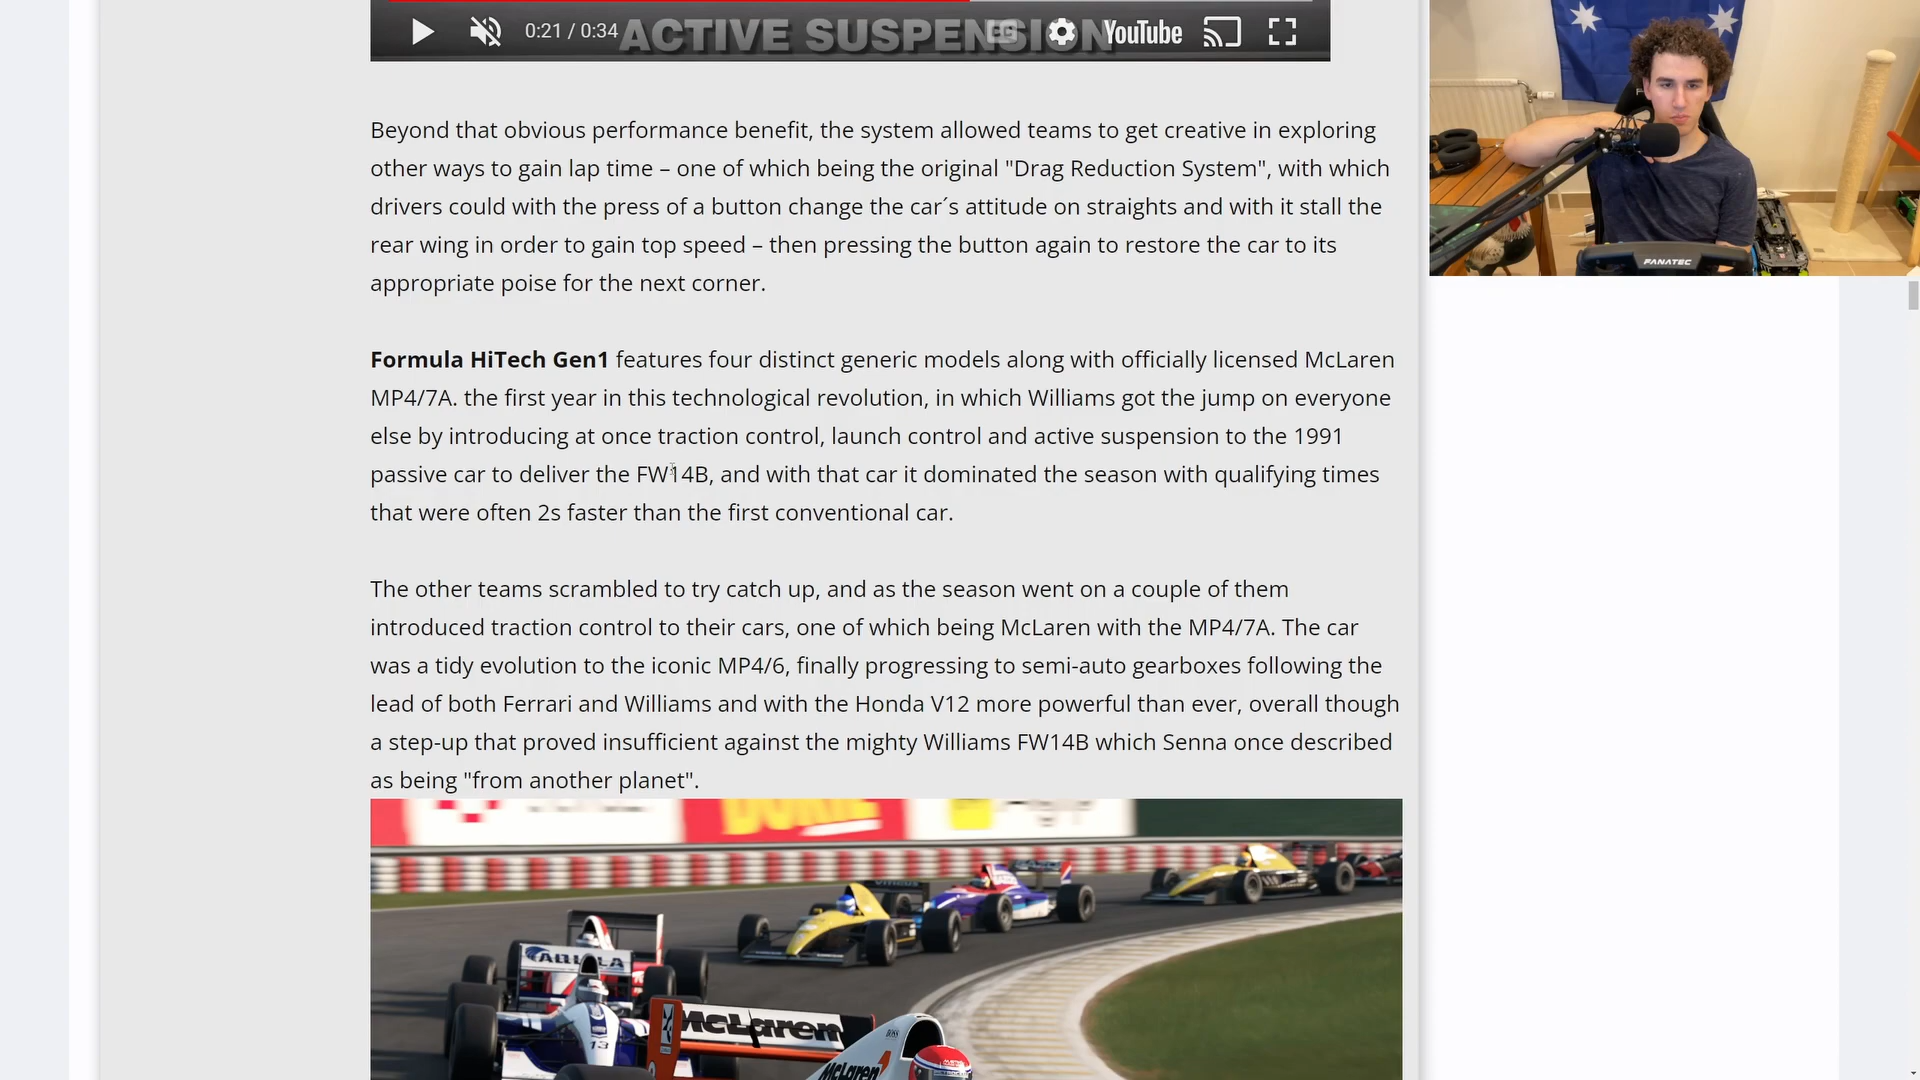 0:21 / 0:34
ACTIVE SUSPENSION
YouTube
Beyond that obvious performance benefit, the system allowed teams to get creative in exploring
other ways to gain lap time – one of which being the original "Drag Reduction System", with which
drivers could with the press of a button change the car´s attitude on straights and with it stall the
rear wing in order to gain top speed – then pressing the button again to restore the car to its
appropriate poise for the next corner.
Formula HiTech Gen1 features four distinct generic models along with officially licensed McLaren
MP4/7A. the first year in this technological revolution, in which Williams got the jump on everyone
else by introducing at once traction control, launch control and active suspension to the 1991
passive car to deliver the FW14B, and with that car it dominated the season with qualifying times
that were often 2s faster than the first conventional car.
The other teams scrambled to try catch up, and as the season went on a couple of them
introduced traction control to their cars, one of which being McLaren with the MP4/7A. The car
was a tidy evolution to the iconic MP4/6, finally progressing to semi-auto gearboxes following the
lead of both Ferrari and Williams and with the Honda V12 more powerful than ever, overall though
a step-up that proved insufficient against the mighty Williams FW14B which Senna once described
as being "from another planet".
13
McLaren
McLaren
FANATEC